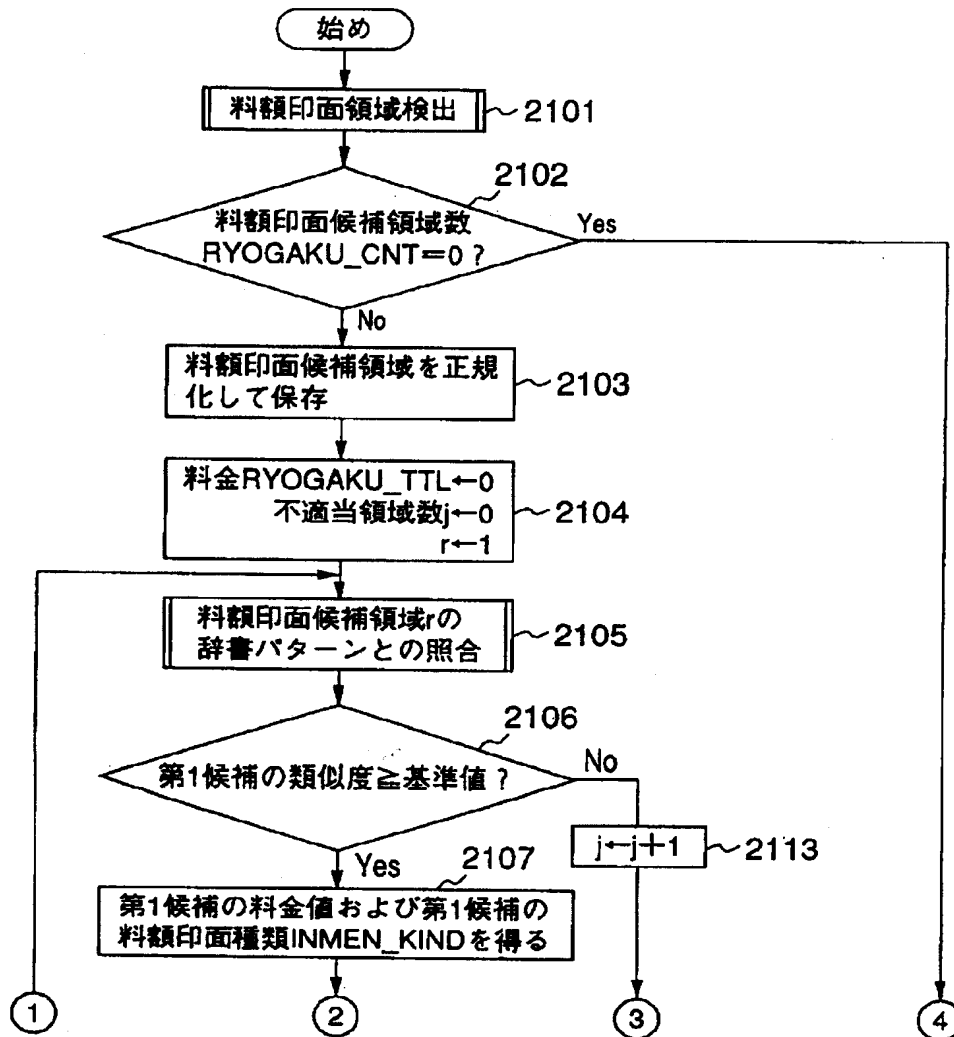 始め
料額印面領域検出
2101
2102
料額印面候補領域数
RYOGAKU_CNT=0?
Yes
No
料額印面候補領域を正規
化して保存
2103
料金RYOGAKU_TTL←0
不適当領域数j←0
r←1
2104
料額印面候補領域rの
辞書パターンとの照合
2105
2106
第1候補の類似度≧基準値?
No
j←j+1
2113
Yes
2107
第1候補の料金値および第1候補の
料額印面種類INMEN_KINDを得る
1
2
3
4